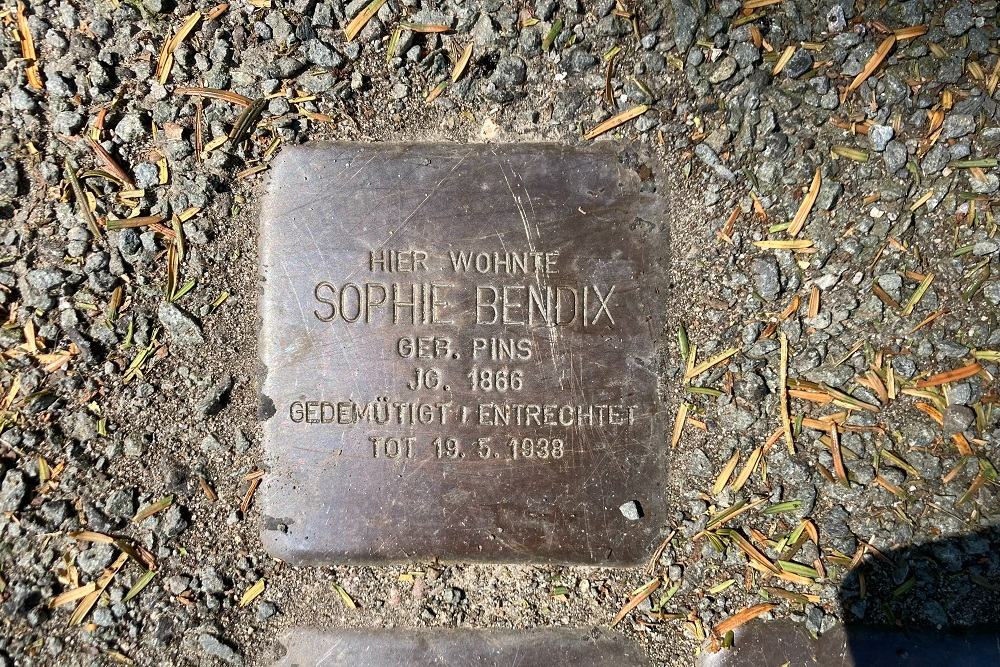 HIER WOHNTE
SOPHIE BENDIX
GEB. PINS
JG. 1866
GEDEMÜTIGT / ENTRECHTET
TOT 19. 5. 1938